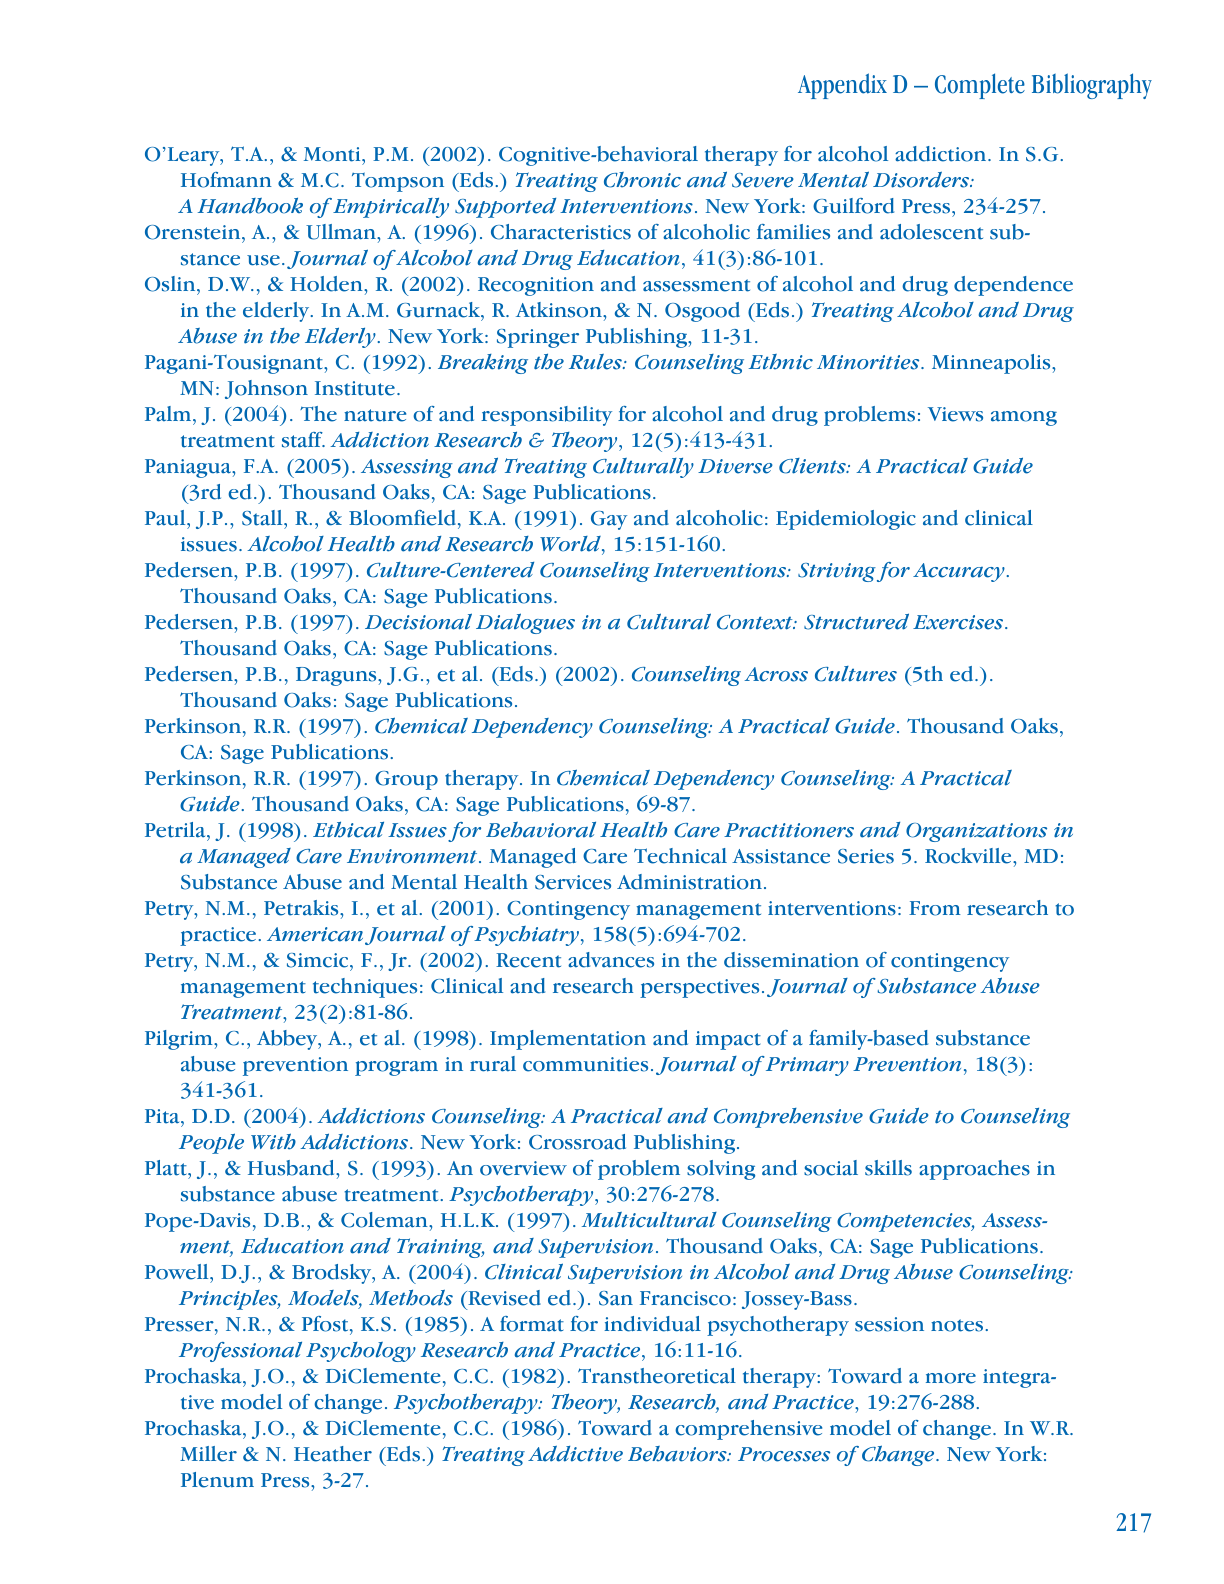 Appendix D – Complete Bibliography
O’Leary, T.A., & Monti, P.M. (2002). Cognitive-behavioral therapy for alcohol addiction. In S.G.
Hofmann & M.C. Tompson (Eds.) Treating Chronic and Severe Mental Disorders:
A Handbook of Empirically Supported Interventions. New York: Guilford Press, 234-257.
Orenstein, A., & Ullman, A. (1996). Characteristics of alcoholic families and adolescent sub-
stance use. Journal of Alcohol and Drug Education, 41(3):86-101.
Oslin, D.W., & Holden, R. (2002). Recognition and assessment of alcohol and drug dependence
in the elderly. In A.M. Gurnack, R. Atkinson, & N. Osgood (Eds.) Treating Alcohol and Drug
Abuse in the Elderly. New York: Springer Publishing, 11-31.
Pagani-Tousignant, C. (1992). Breaking the Rules: Counseling Ethnic Minorities. Minneapolis,
MN: Johnson Institute.
Palm, J. (2004). The nature of and responsibility for alcohol and drug problems: Views among
treatment staff. Addiction Research & Theory, 12(5):413-431.
Paniagua, F.A. (2005). Assessing and Treating Culturally Diverse Clients: A Practical Guide
(3rd ed.). Thousand Oaks, CA: Sage Publications.
Paul, J.P., Stall, R., & Bloomfield, K.A. (1991). Gay and alcoholic: Epidemiologic and clinical
issues. Alcohol Health and Research World, 15:151-160.
Pedersen, P.B. (1997). Culture-Centered Counseling Interventions: Striving for Accuracy.
Thousand Oaks, CA: Sage Publications.
Pedersen, P.B. (1997). Decisional Dialogues in a Cultural Context: Structured Exercises.
Thousand Oaks, CA: Sage Publications.
Pedersen, P.B., Draguns, J.G., et al. (Eds.) (2002). Counseling Across Cultures (5th ed.).
Thousand Oaks: Sage Publications.
Perkinson, R.R. (1997). Chemical Dependency Counseling: A Practical Guide. Thousand Oaks,
CA: Sage Publications.
Perkinson, R.R. (1997). Group therapy. In Chemical Dependency Counseling: A Practical
Guide. Thousand Oaks, CA: Sage Publications, 69-87.
Petrila, J. (1998). Ethical Issues for Behavioral Health Care Practitioners and Organizations in
a Managed Care Environment. Managed Care Technical Assistance Series 5. Rockville, MD:
Substance Abuse and Mental Health Services Administration.
Petry, N.M., Petrakis, I., et al. (2001). Contingency management interventions: From research to
practice. American Journal of Psychiatry, 158(5):694-702.
Petry, N.M., & Simcic, F., Jr. (2002). Recent advances in the dissemination of contingency
management techniques: Clinical and research perspectives. Journal of Substance Abuse
Treatment, 23(2):81-86.
Pilgrim, C., Abbey, A., et al. (1998). Implementation and impact of a family-based substance
abuse prevention program in rural communities. Journal of Primary Prevention, 18(3):
341-361.
Pita, D.D. (2004). Addictions Counseling: A Practical and Comprehensive Guide to Counseling
People With Addictions. New York: Crossroad Publishing.
Platt, J., & Husband, S. (1993). An overview of problem solving and social skills approaches in
substance abuse treatment. Psychotherapy, 30:276-278.
Pope-Davis, D.B., & Coleman, H.L.K. (1997). Multicultural Counseling Competencies, Assess-
ment, Education and Training, and Supervision. Thousand Oaks, CA: Sage Publications.
Powell, D.J., & Brodsky, A. (2004). Clinical Supervision in Alcohol and Drug Abuse Counseling:
Principles, Models, Methods (Revised ed.). San Francisco: Jossey-Bass.
Presser, N.R., & Pfost, K.S. (1985). A format for individual psychotherapy session notes.
Professional Psychology Research and Practice, 16:11-16.
Prochaska, J.O., & DiClemente, C.C. (1982). Transtheoretical therapy: Toward a more integra-
tive model of change. Psychotherapy: Theory, Research, and Practice, 19:276-288.
Prochaska, J.O., & DiClemente, C.C. (1986). Toward a comprehensive model of change. In W.R.
Miller & N. Heather (Eds.) Treating Addictive Behaviors: Processes of Change. New York:
Plenum Press, 3-27.
217